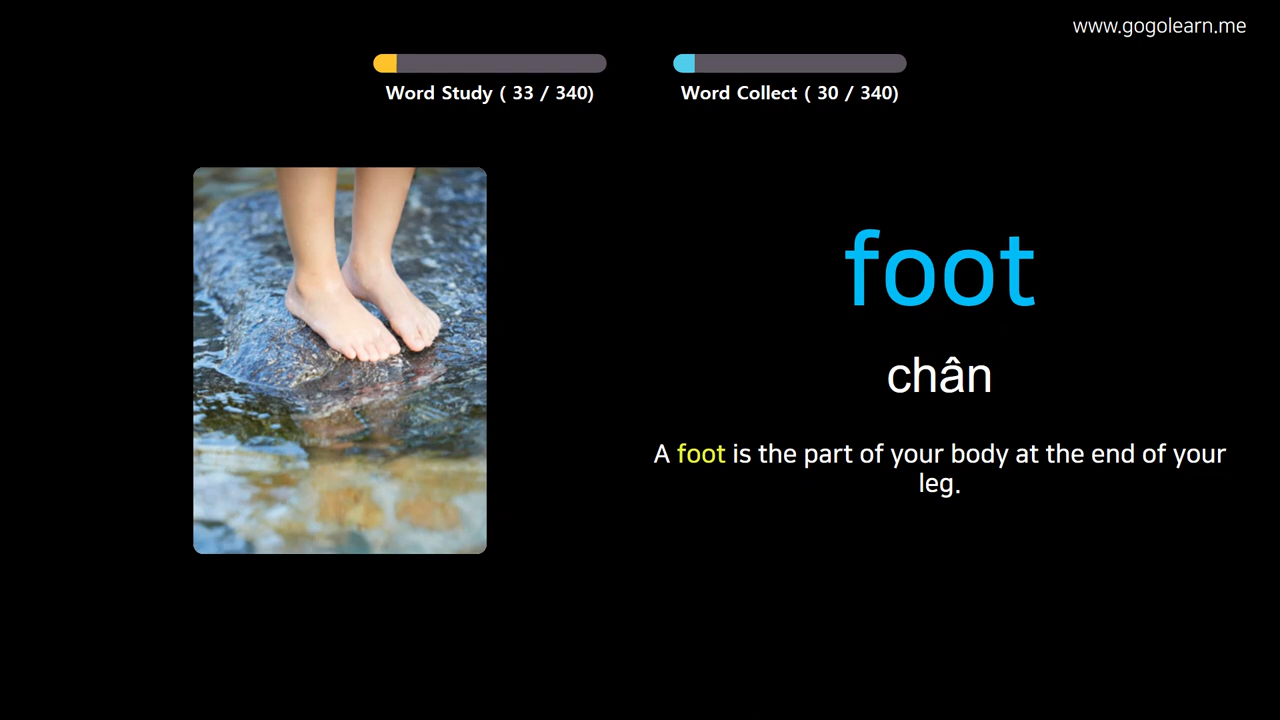 www.gogolearn.me
Word Study ( 33 / 340)
Word Collect ( 30 / 340)
foot
chân
A foot is the part of your body at the end of your
leg.